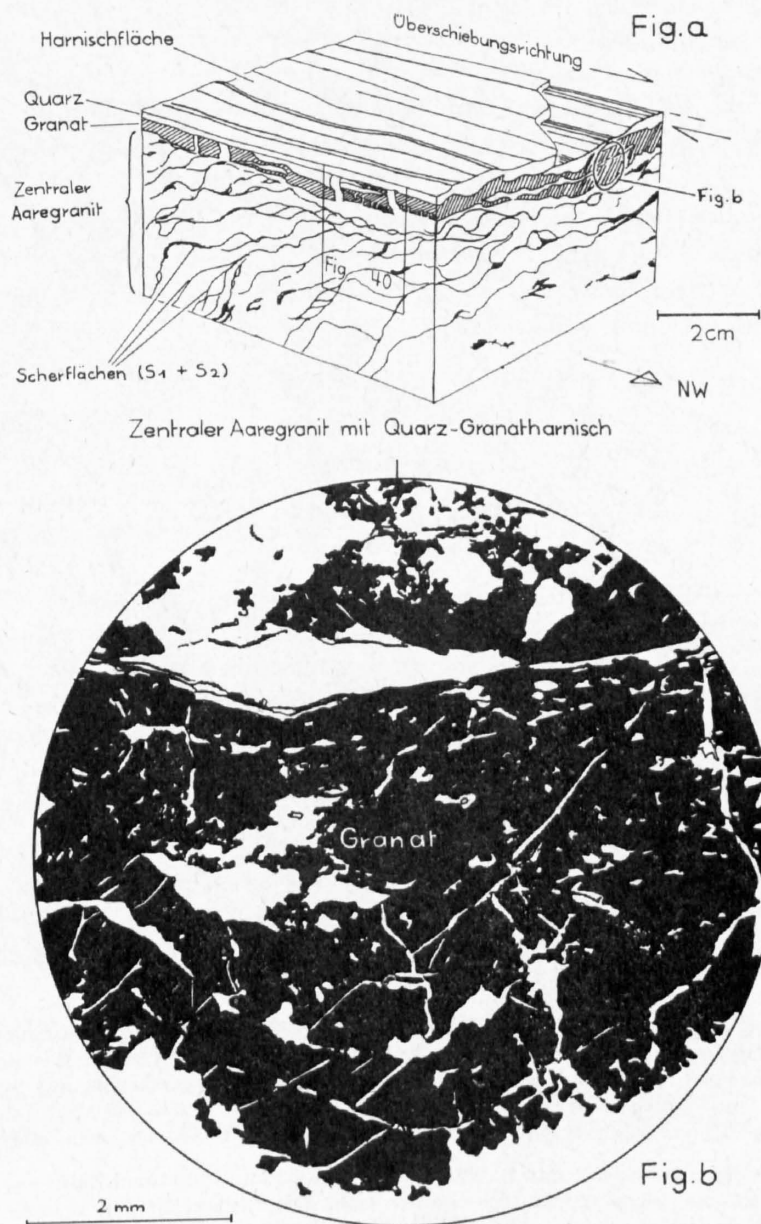 Fig.a
Überschiebungsrichtung
Harnischfläche
Quarz
Granat
Zentraler
Aaregranit
Fig.b
Fig. 40
2cm
Scherflächen (S1 + S2)
NW
Zentraler Aaregranit mit Quarz-Granatharnisch
Granat
Fig.b
2 mm